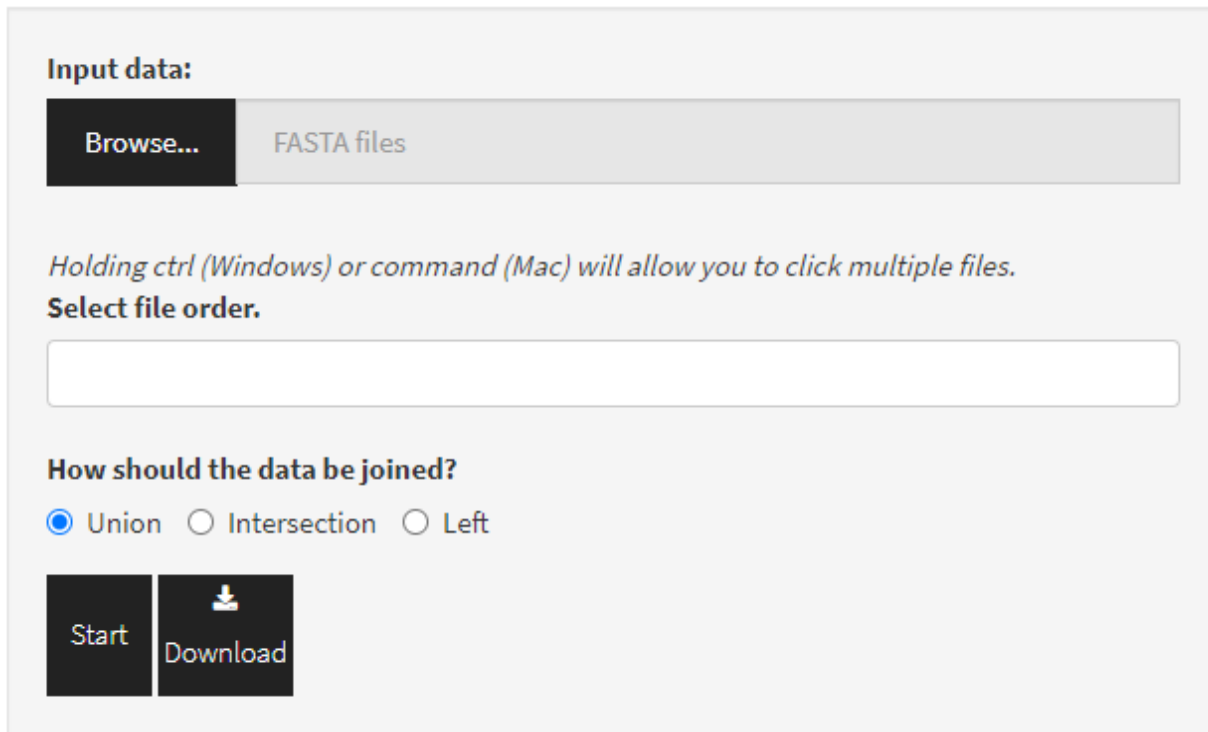 Input data:
Browse... FASTA files
Holding ctrl (Windows) or command (Mac) will allow you to click multiple files.
Select file order.
How should the data be joined?
Union Intersection Left
Start Download